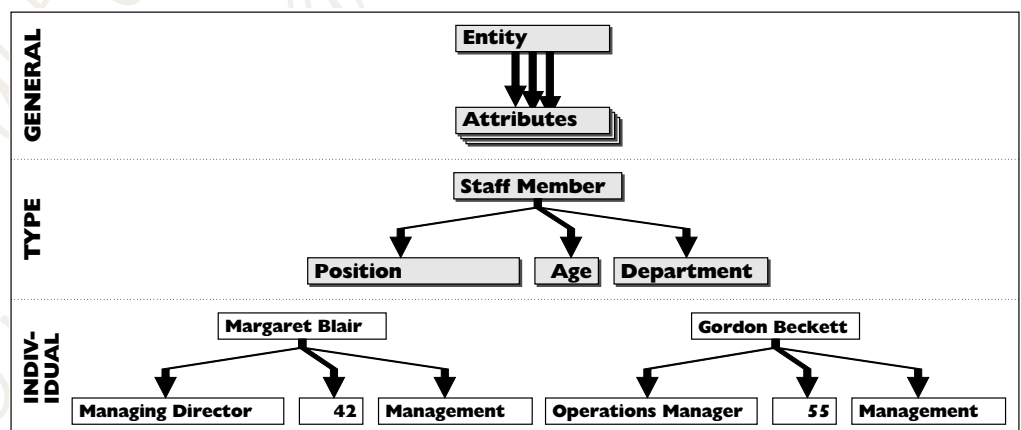 GENERAL
Entity
Attributes
TYPE
Staff Member
Position
Age
Department
INDIV-
IDUAL
Margaret Blair
Gordon Beckett
Managing Director
42
Management
Operations Manager
55
Management